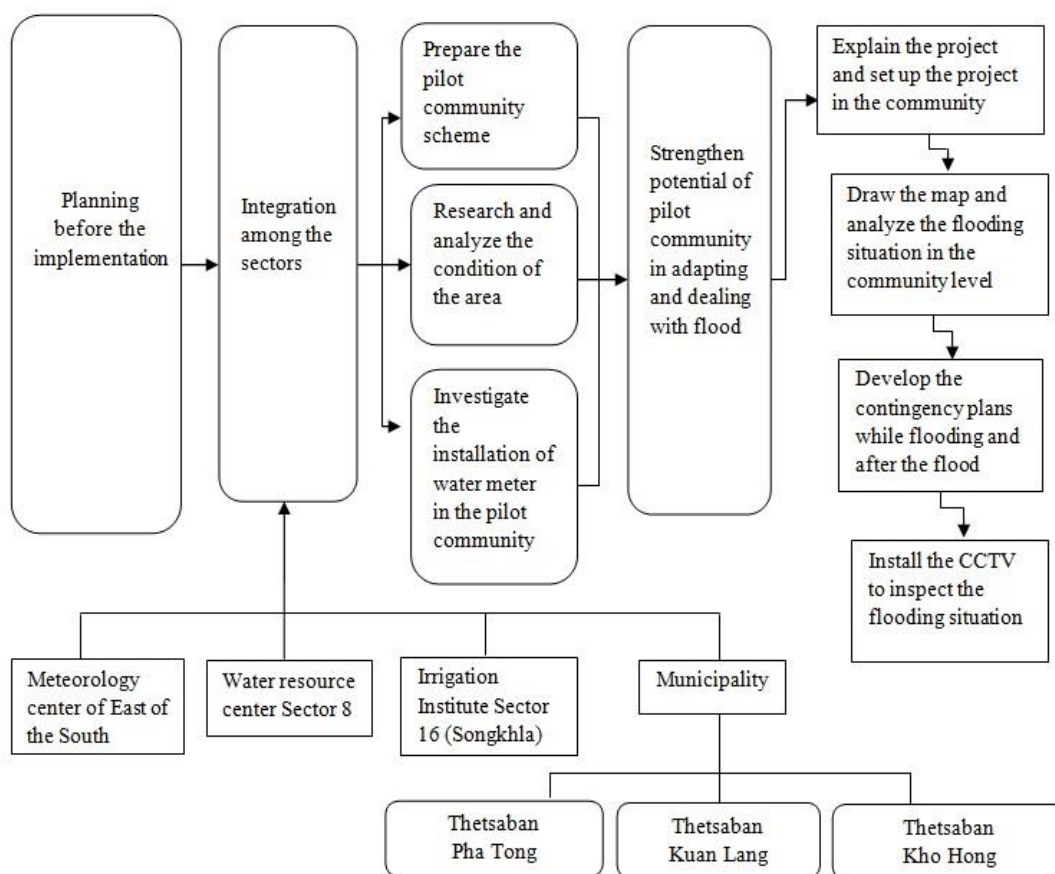 Planning
before the
implementation
Integration
among the
sectors
Prepare the
pilot
community
scheme
Research and
analyze the
condition of
the area
Investigate
the
installation of
water meter
in the pilot
community
Strengthen
potential of
pilot
community
in adapting
and dealing
with flood
Explain the project
and set up the project
in the community
Draw the map and
analyze the flooding
situation in the
community level
Develop the
contingency plans
while flooding and
after the flood
Install the CCTV
to inspect the
flooding situation
Meteorology
center of East of
the South
Water resource
center Sector 8
Irrigation
Institute Sector
16 (Songkhla)
Municipality
Thetsaban
Pha Tong
Thetsaban
Kuan Lang
Thetsaban
Kho Hong